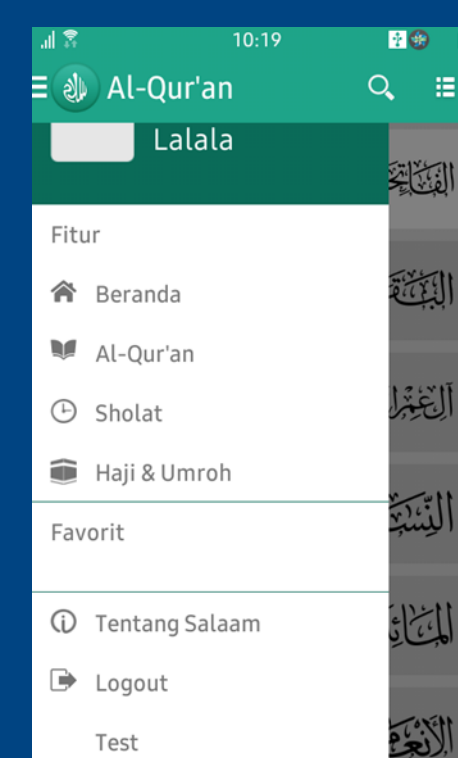 10:19
Al-Qur'an
Lalala
Fitur
Beranda
Al-Qur'an
Sholat
Haji & Umroh
Favorit
Tentang Salaam
Logout
Test